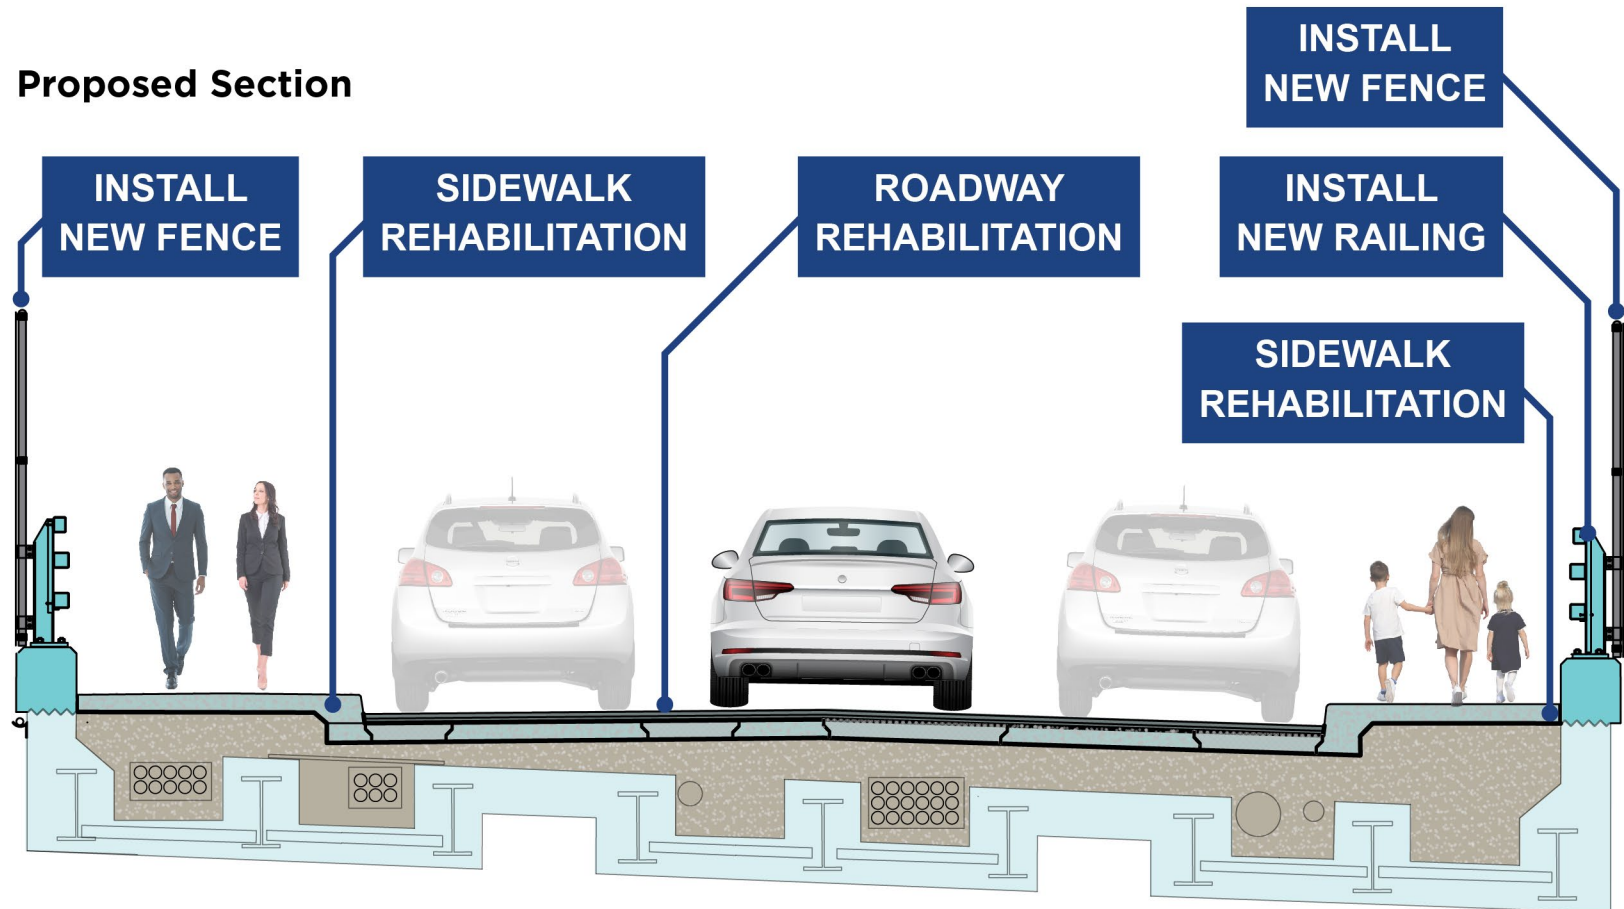 Proposed Section
INSTALL
NEW FENCE
INSTALL
NEW FENCE
SIDEWALK
REHABILITATION
ROADWAY
REHABILITATION
INSTALL
NEW RAILING
SIDEWALK
REHABILITATION